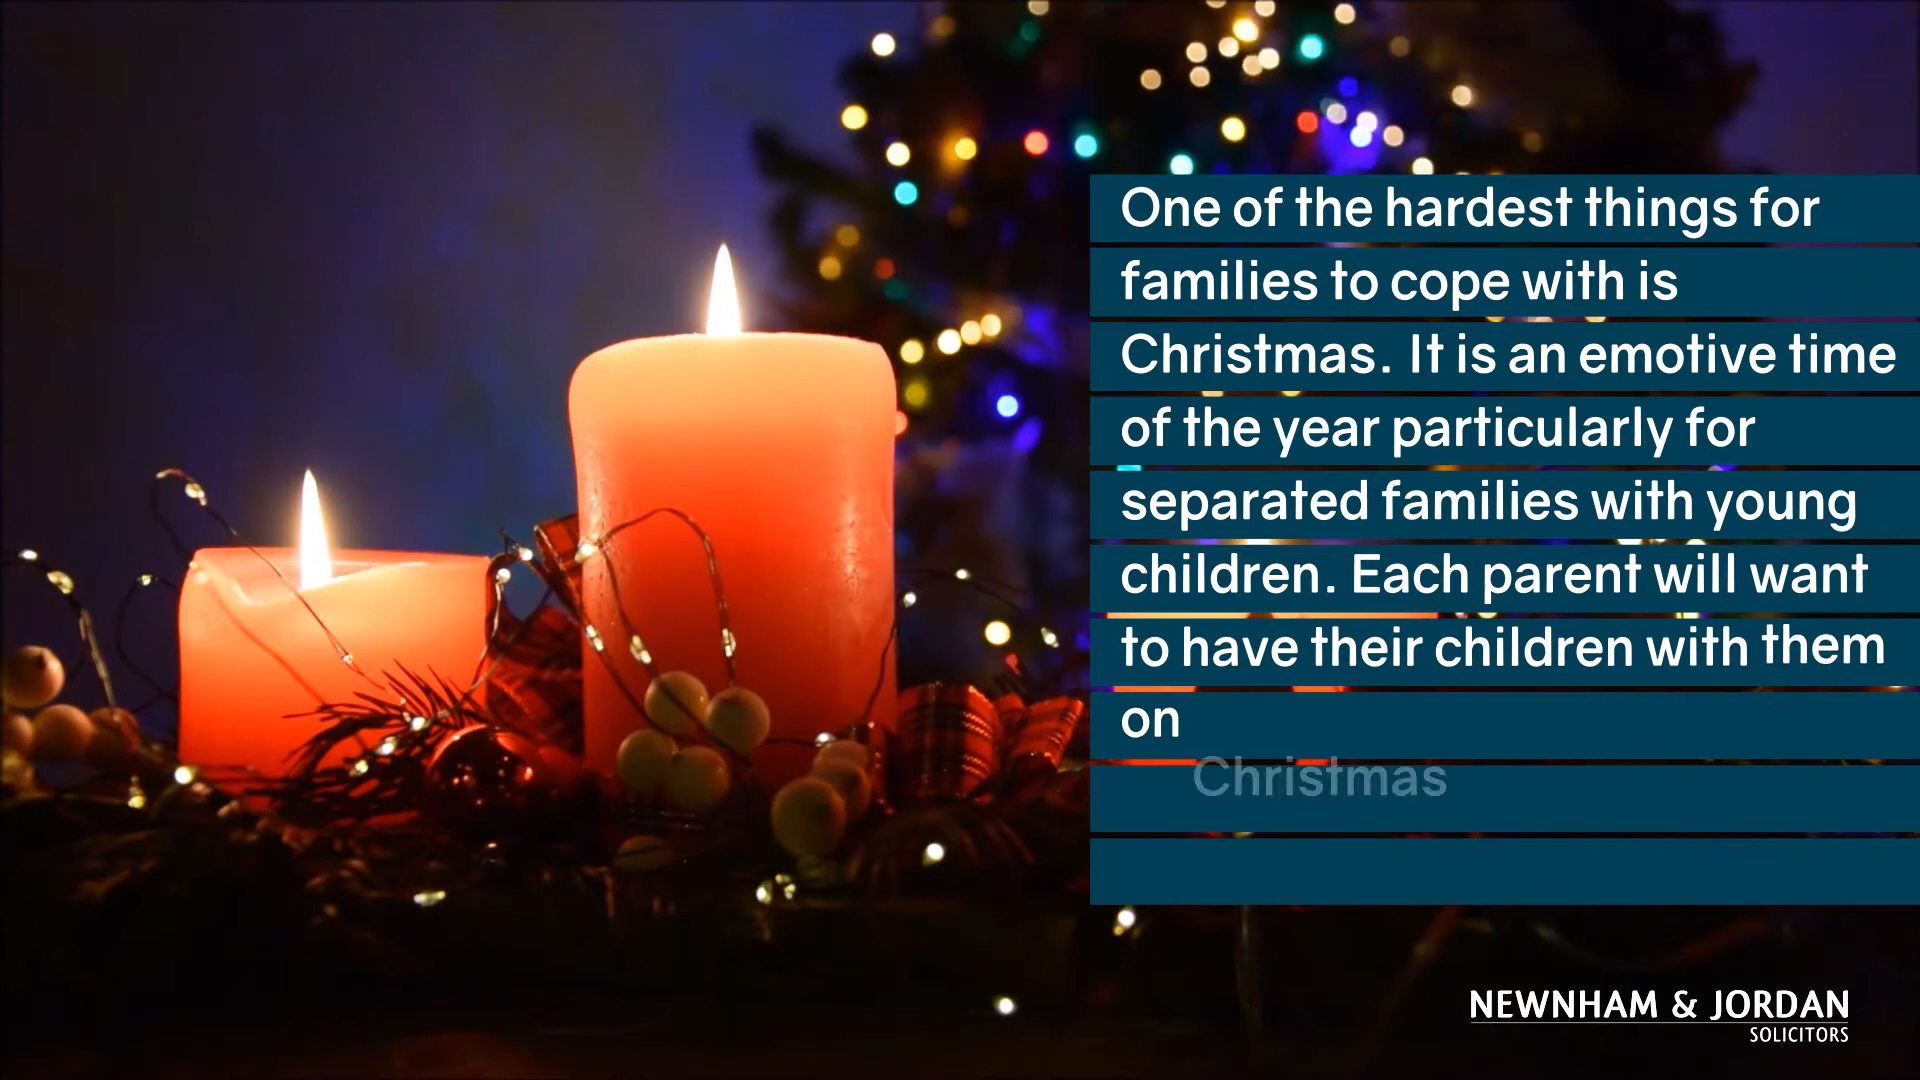 One of the hardest things for
families to cope with is
Christmas. It is an emotive time
of the year particularly for
separated families with young
children. Each parent will want
to have their children with them
on
Christmas
NEWNHAM & JORDAN
SOLICITORS